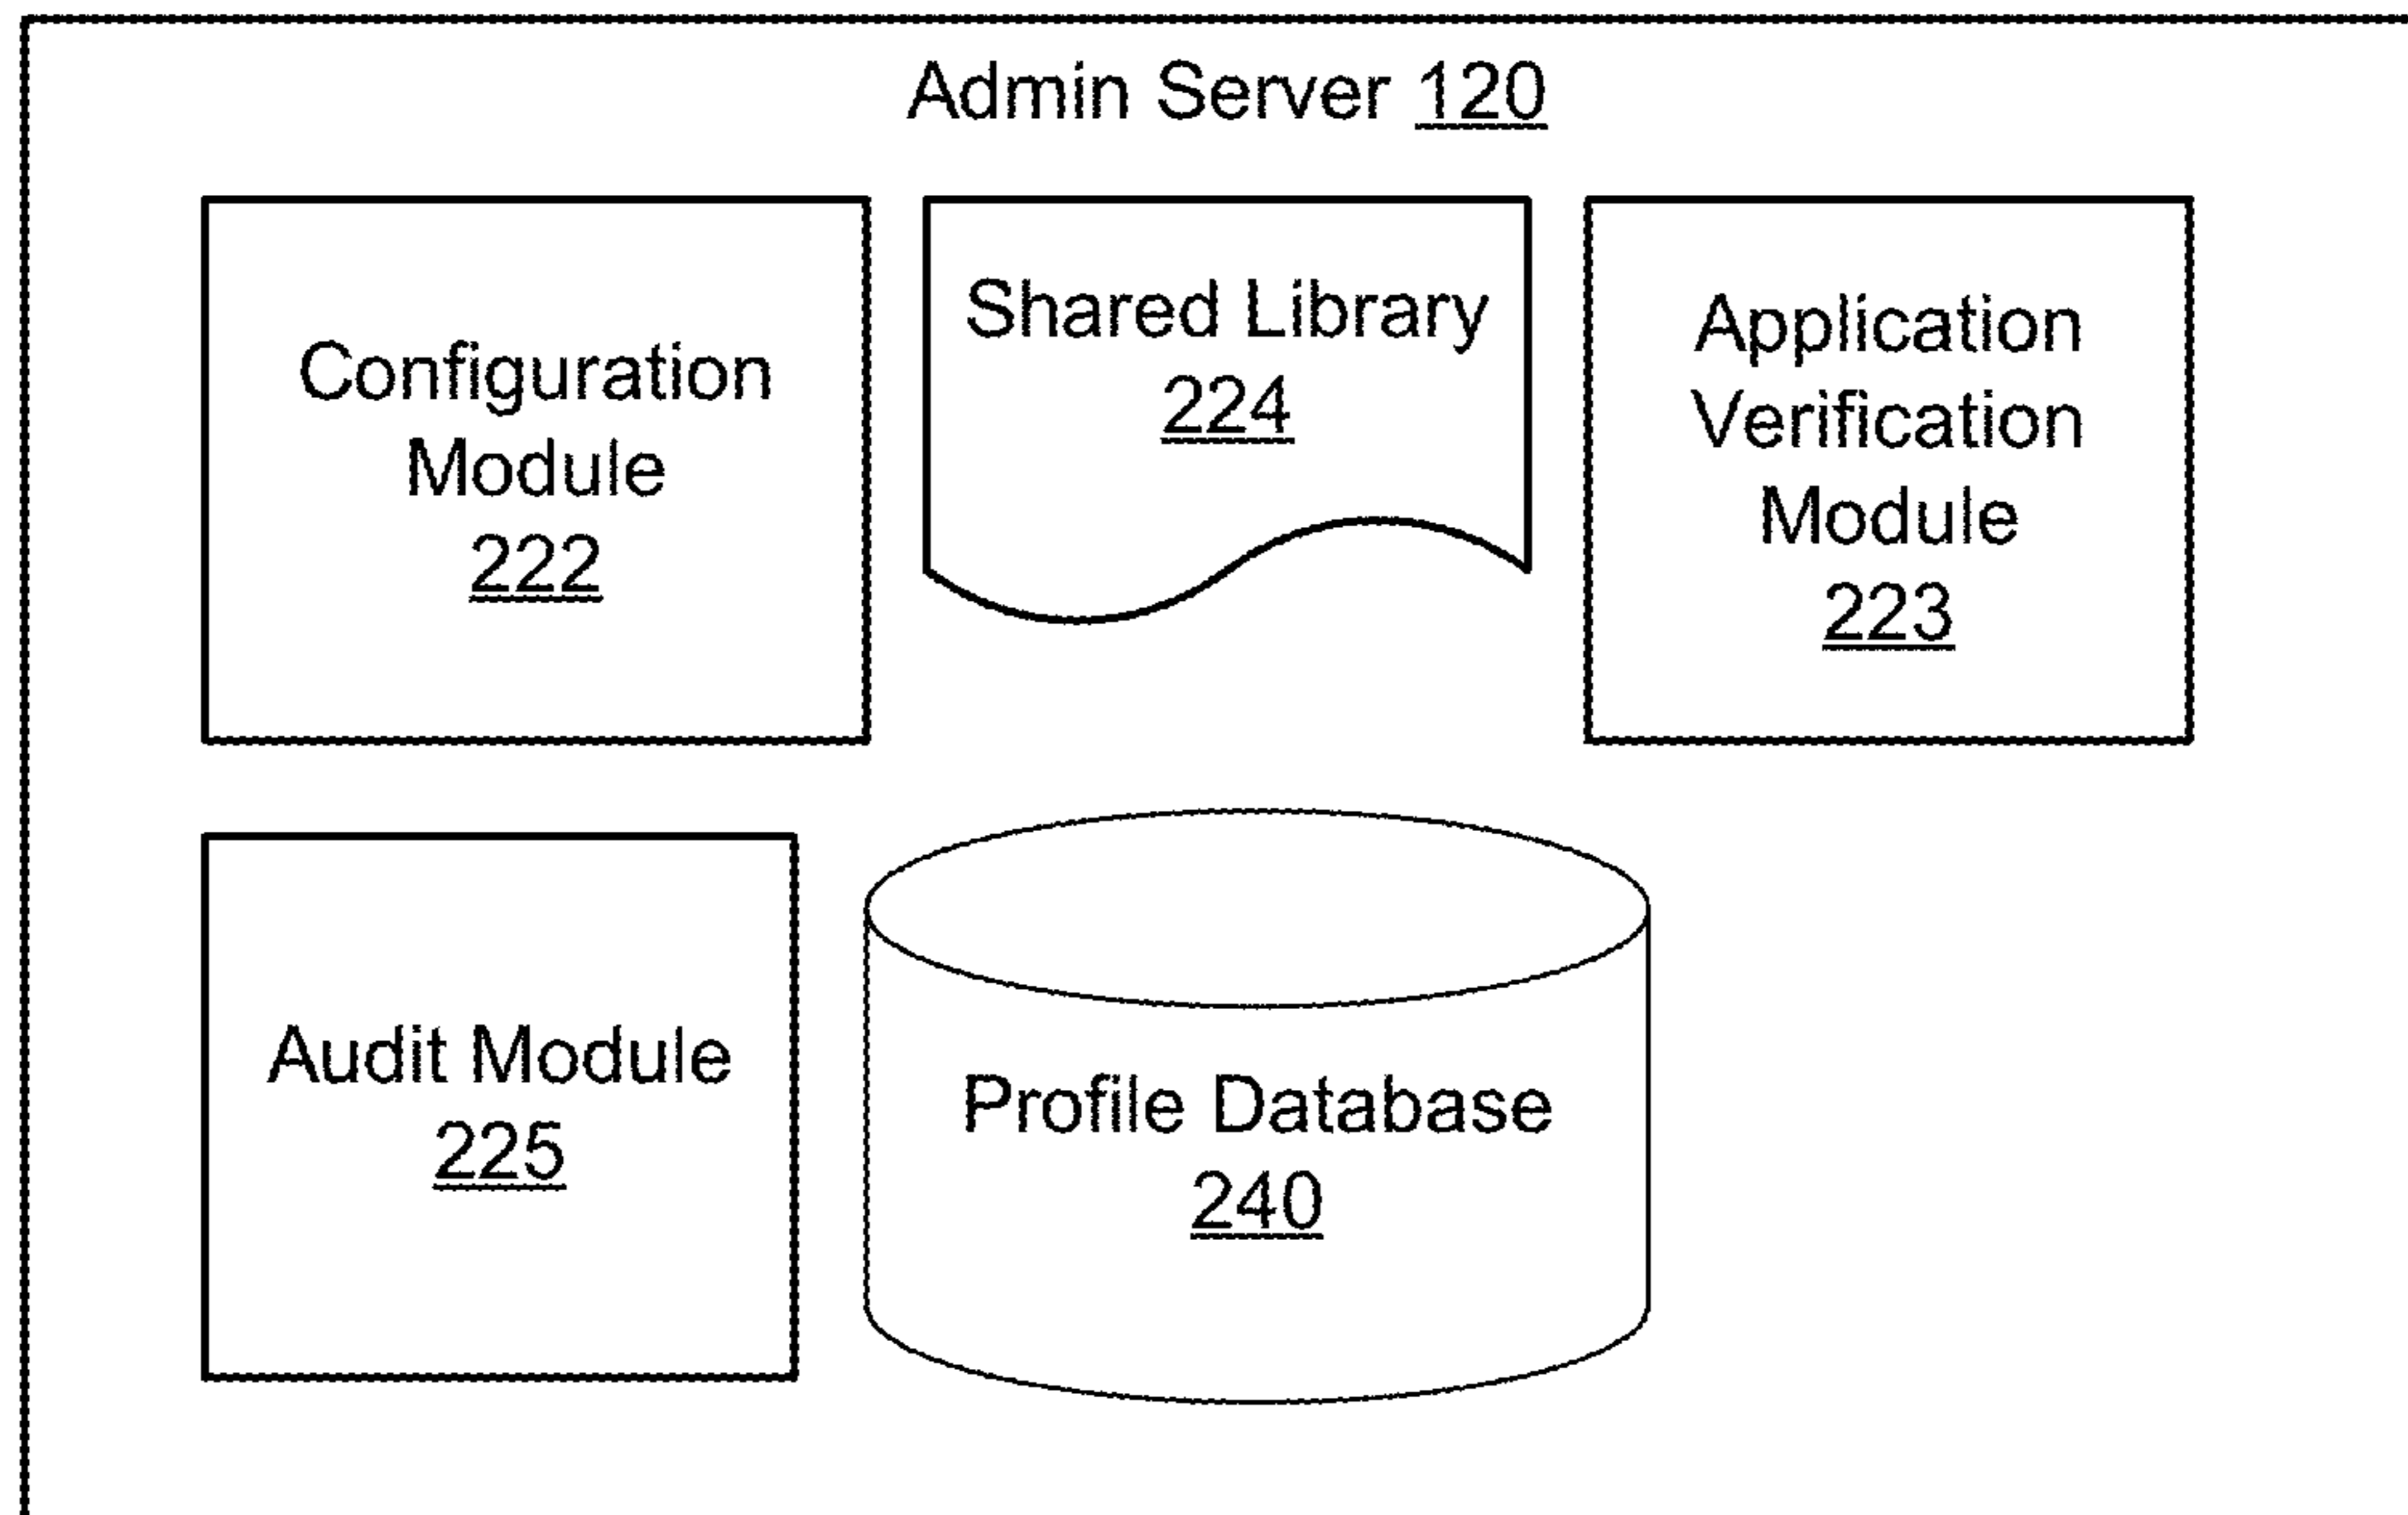 Admin Server 120
Configuration
Module
222
Shared Library
224
Application
Verification
Module
223
Audit Module
225
Profile Database
240